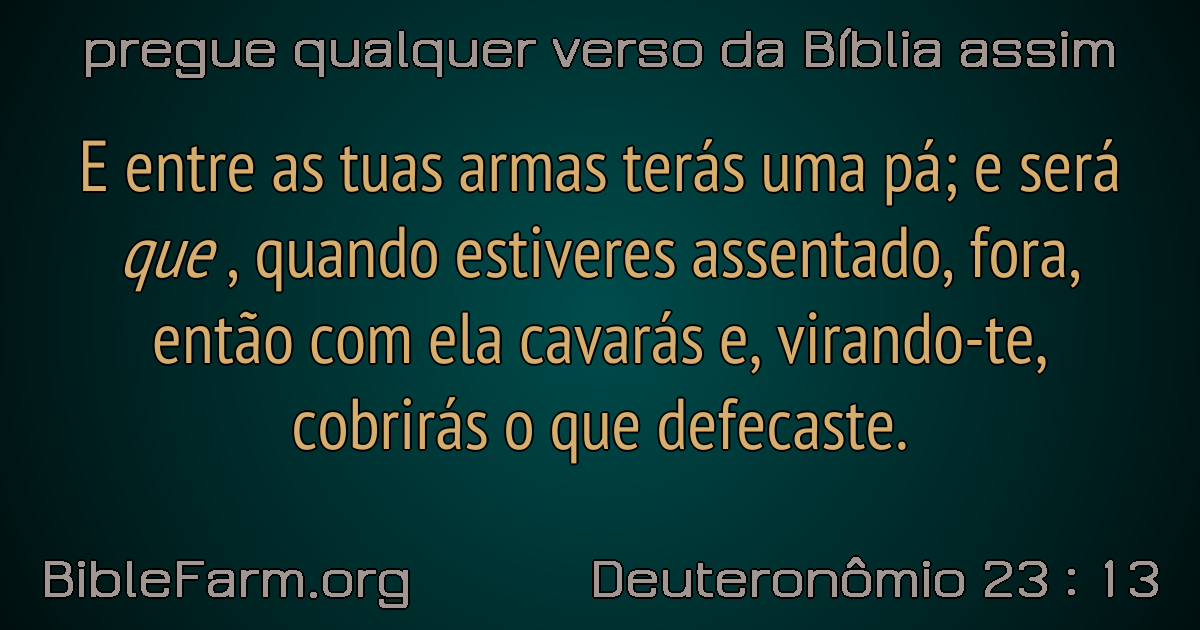 pregue qualquer verso da Bíblia assim
E entre as tuas armas terás uma pá; e será
que , quando estiveres assentado, fora,
então com ela cavarás e, virando-te,
cobrirás o que defecaste.
BibleFarm.org
Deuteronômio 23 : 13